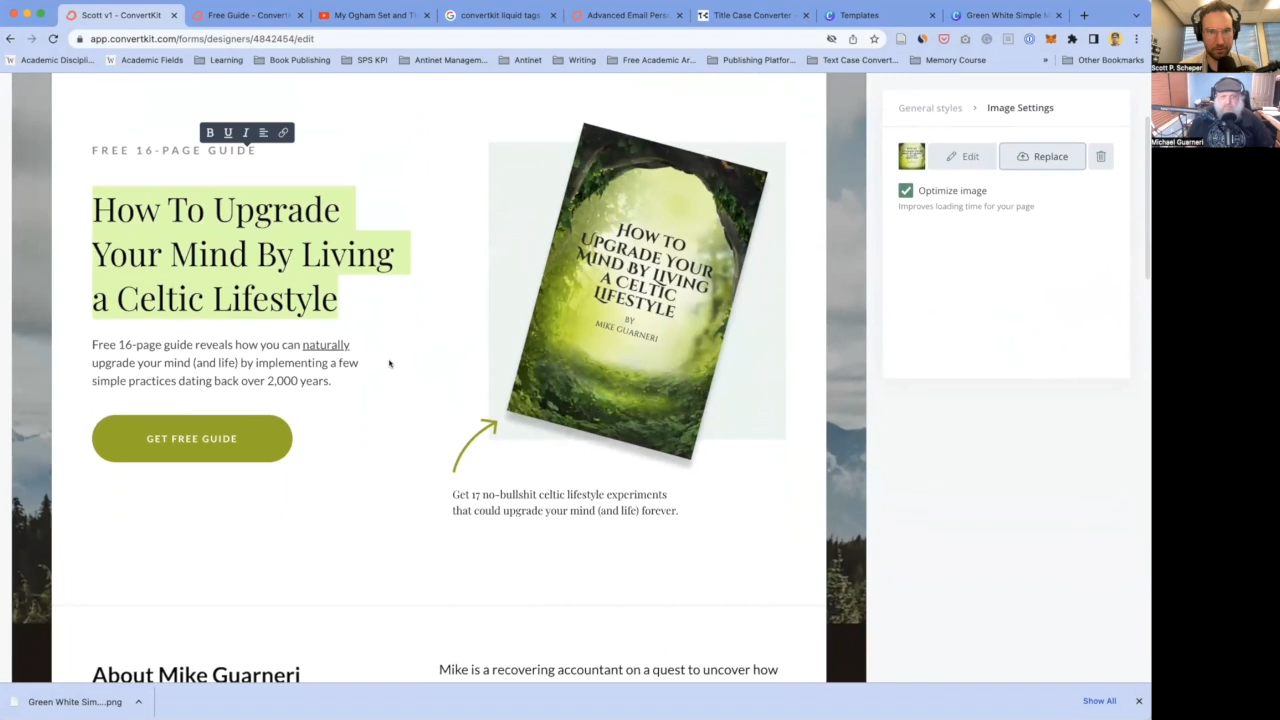 Scott v1 - ConvertKit
Free Guide - ConvertK
My Ogham Set and Th
convertkit liquid tags
Advanced Email Perso
Title Case Converter
Templates
Green White Simple M
app.convertkit.com/forms/designers/4842454/edit
Academic Discipli...
Academic Fields
Learning
Book Publishing
SPS KPI
Antinet Managem...
Antinet
Writing
Free Academic Ar...
Publishing Platfor...
Text Case Convert...
Memory Course
»
Other Bookmarks
Scott P. Scheper
Michael Guarneri
General styles > Image Settings
Edit
Replace
Optimize image
Improves loading time for your page
B U I
FREE 16-PAGE GUIDE
How To Upgrade
Your Mind By Living
a Celtic Lifestyle
Free 16-page guide reveals how you can naturally
upgrade your mind (and life) by implementing a few
simple practices dating back over 2,000 years.
GET FREE GUIDE
How to
Upgrade Your
Mind By Living
a Celtic
Lifestyle
by
Mike Guarneri
Get 17 no-bullshit celtic lifestyle experiments
that could upgrade your mind (and life) forever.
About Mike Guarneri
Mike is a recovering accountant on a quest to uncover how
Green White Sim....png
Show All